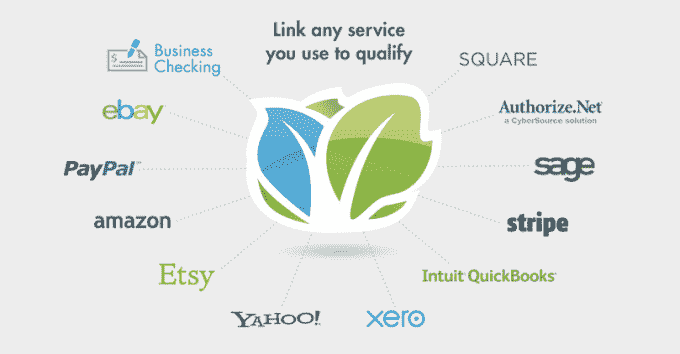 Link any service
you use to qualify
Business
Checking
SQUARE
ebay
Authorize.Net
a CyberSource solution
PayPal™
sage
amazon
stripe
Etsy
Intuit QuickBooks
YAHOO!
xero